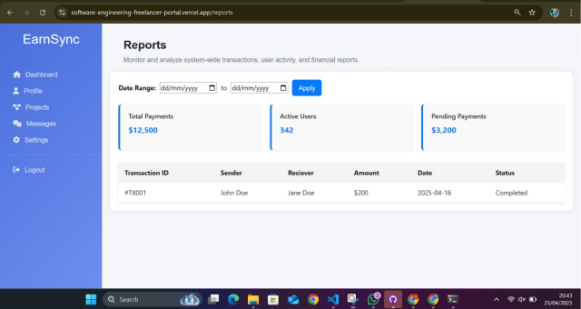 software-engineering-freelancer-portal.vercel.app/reports
EarnSync
Dashboard
Profile
Projects
Messages
Settings
Logout
Reports
Monitor and analyze system-wide transactions, user activity, and financial reports.
Date Range: dd/mm/yyyy to dd/mm/yyyy Apply
Total Payments
$12,500
Active Users
342
Pending Payments
$3,200
Transaction ID Sender Reciever Amount Date Status
#TX001 John Doe Jane Doe $200 2025-04-16 Completed
Search
20:43
25/04/2025